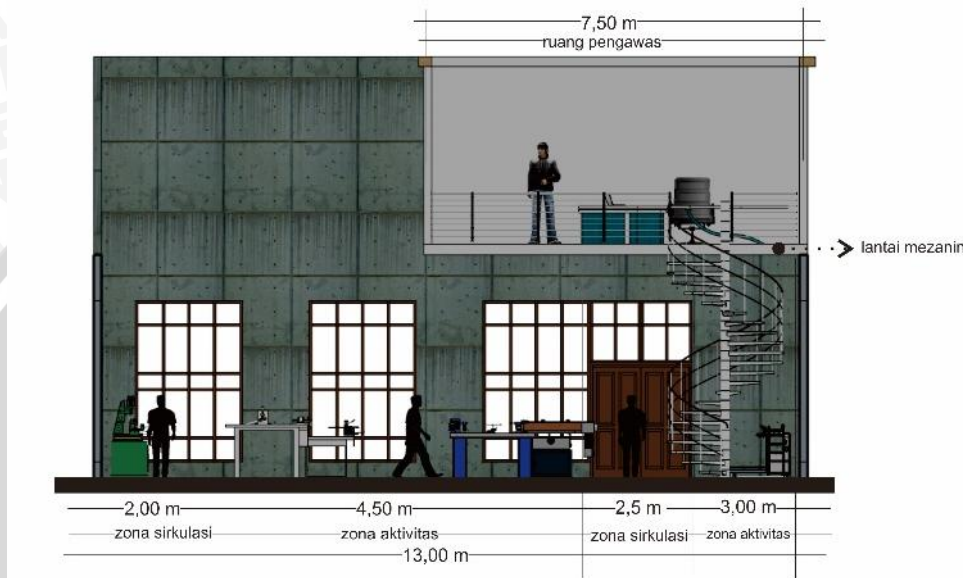 7,50 m
ruang pengawas
lantai mezanin
2,00 m
zona sirkulasi
4,50 m
zona aktivitas
2,5 m
zona sirkulasi
3,00 m
zona aktivitas
13,00 m